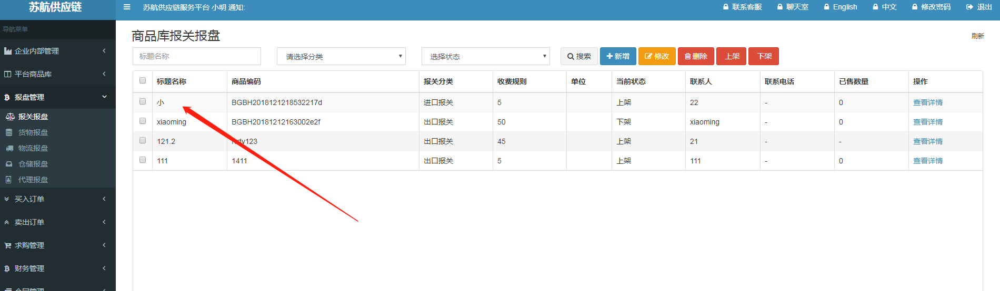 苏航供应链
苏航供应链服务平台 小明 通知:
联系客服 聊天室 English 中文 修改密码 退出
导航菜单
企业内部管理
平台商品库
报盘管理
报关报盘
货物报盘
物流报盘
仓储报盘
代理报盘
买入订单
卖出订单
求购管理
财务管理
合同管理
商品库报关报盘
刷新
标题名称 请选择分类 选择状态 搜索 新增 修改 删除 上架 下架
标题名称 商品编码 报关分类 收费规则 单位 当前状态 联系人 联系电话 已售数量 操作
小 BGBH2018121218532217d 进口报关 5 上架 22 - 0 查看详情
xiaoming BGBH20181212163002e2f 出口报关 50 下架 xiaoming - 0 查看详情
121.2 出口报关 45 上架 21 - - 查看详情
111 1411 出口报关 5 上架 111 - 0 查看详情